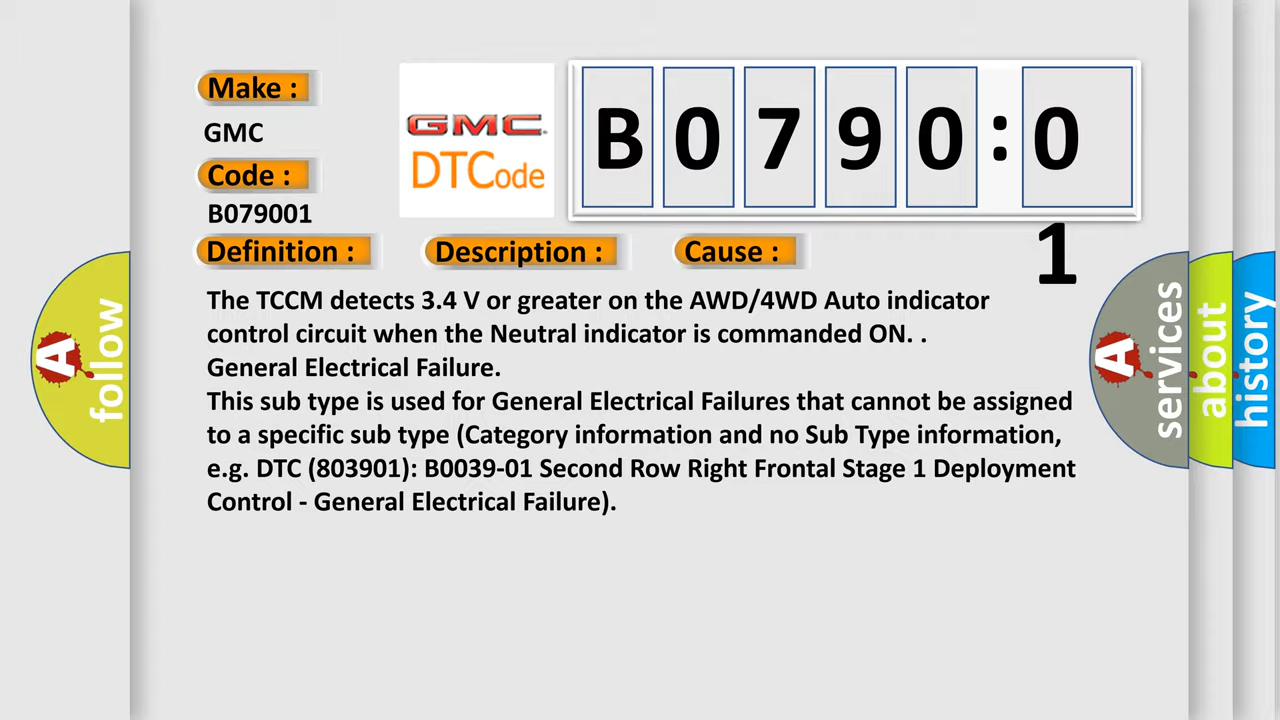 Make :
GMC
Code :
B079001
GMC
DTCode
B0790:0
1
Definition :
Description :
Cause :
The TCCM detects 3.4 V or greater on the AWD/4WD Auto indicator
control circuit when the Neutral indicator is commanded ON. .
General Electrical Failure.
This sub type is used for General Electrical Failures that cannot be assigned
to a specific sub type (Category information and no Sub Type information,
e.g. DTC (803901): B0039-01 Second Row Right Frontal Stage 1 Deployment
Control - General Electrical Failure).
A
follow
A
services
about
history